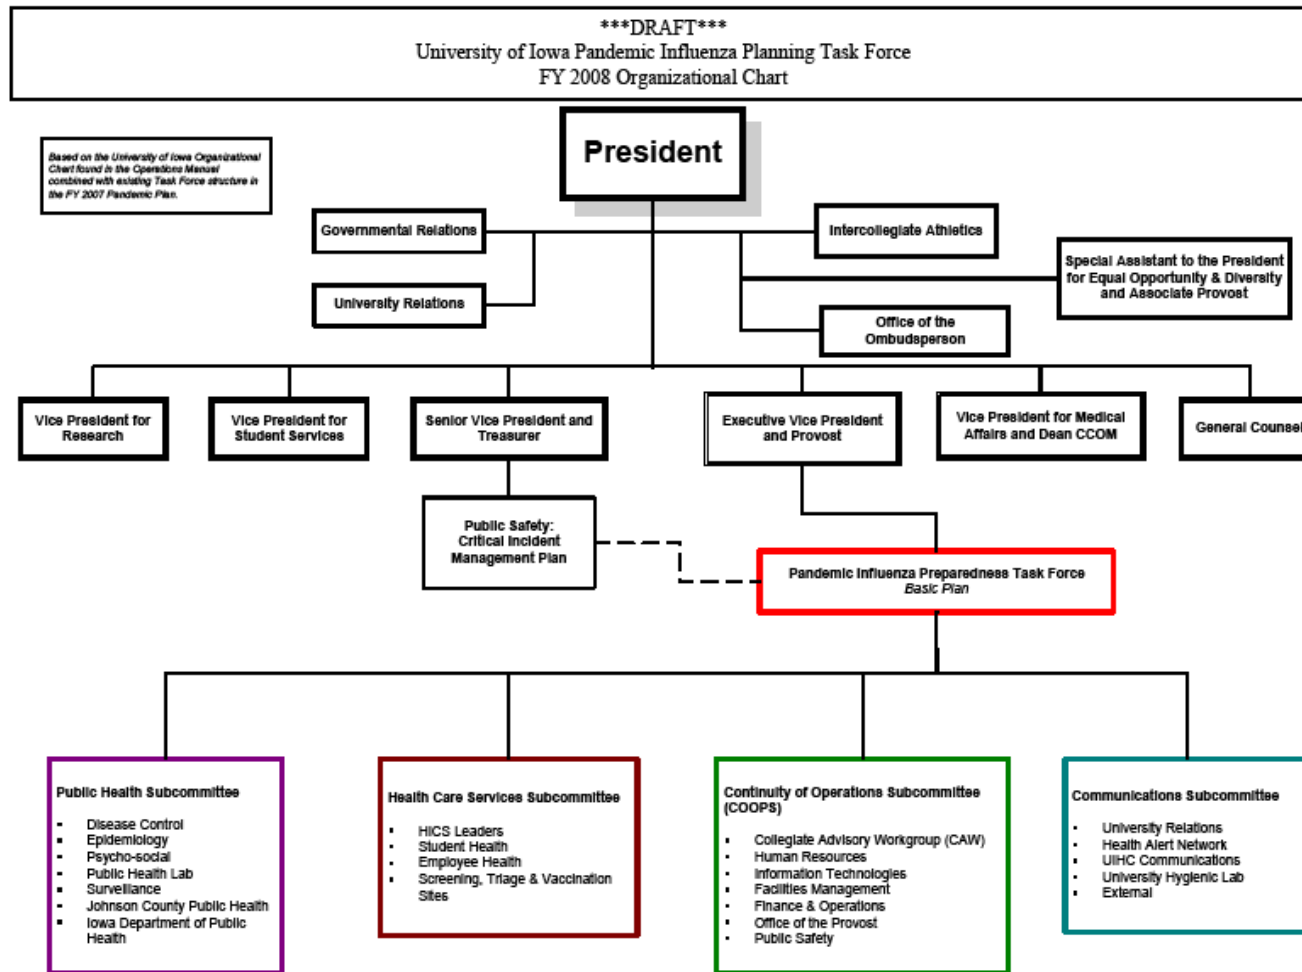 ***DRAFT***
University of Iowa Pandemic Influenza Planning Task Force
FY 2008 Organizational Chart
President
Based on the University of Iowa Organizational
Chart found in the Operations Manual
combined with existing Task Force structure in
the FY 2007 Pandemic Plan.
Governmental Relations
Intercollegiate Athletics
Special Assistant to the President
for Equal Opportunity & Diversity
and Associate Provost
University Relations
Office of the
Ombudsperson
Vice President for
Research
Vice President for
Student Services
Senior Vice President and
Treasurer
Executive Vice President
and Provost
Vice President for Medical
Affairs and Dean CCOM
General Counsel
Public Safety:
Critical Incident
Management Plan
Pandemic Influenza Preparedness Task Force
Basic Plan
Public Health Subcommittee
▪ Disease Control
▪ Epidemiology
▪ Psycho-social
▪ Public Health Lab
▪ Surveillance
▪ Johnson County Public Health
▪ Iowa Department of Public
Health
Health Care Services Subcommittee
▪ HICS Leaders
▪ Student Health
▪ Employee Health
▪ Screening, Triage & Vaccination
Sites
Continuity of Operations Subcommittee
(COOPS)
▪ Collegiate Advisory Workgroup (CAW)
▪ Human Resources
▪ Information Technologies
▪ Facilities Management
▪ Finance & Operations
▪ Office of the Provost
▪ Public Safety
Communications Subcommittee
▪ University Relations
▪ Health Alert Network
▪ UIHC Communications
▪ University Hygienic Lab
▪ External